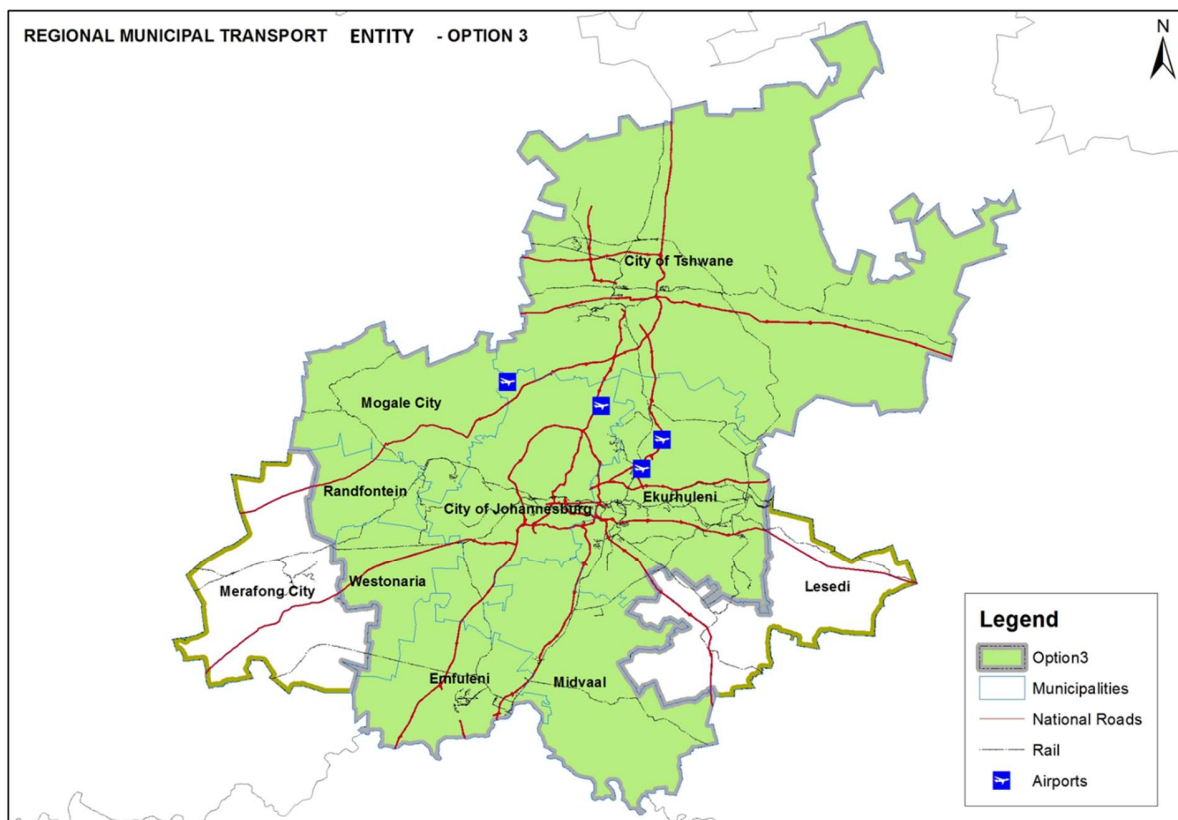 REGIONAL MUNICIPAL TRANSPORT ENTITY - OPTION 3
N
City of Tshwane
Mogale City
Randfontein
City of Johannesburg
Ekurhuleni
Merafong City
Westonaria
Lesedi
Emfuleni
Midvaal
Legend
Option3
Municipalities
National Roads
Rail
Airports